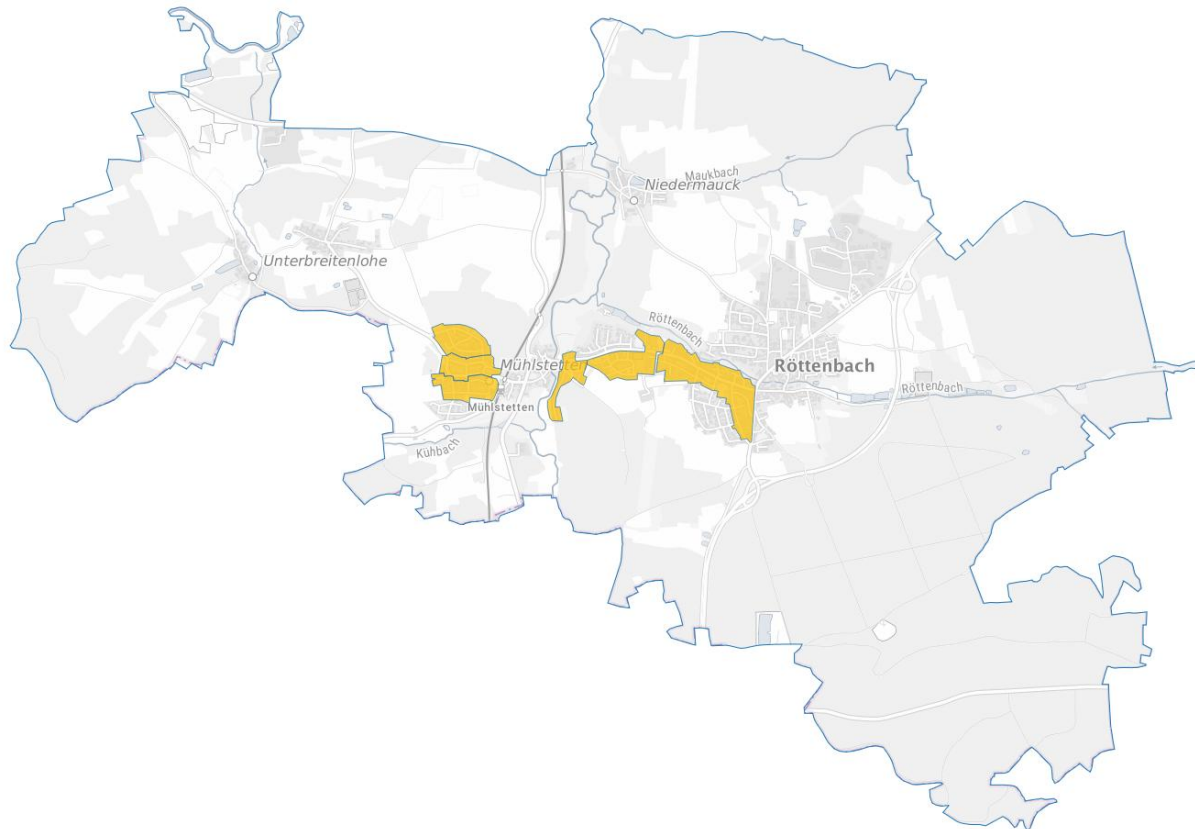 Maukbach
Niedermauck
Unterbreitenlohe
Röttenbach
Mühlstetten
Röttenbach
Röttenbach
Mühlstetten
Kühbach